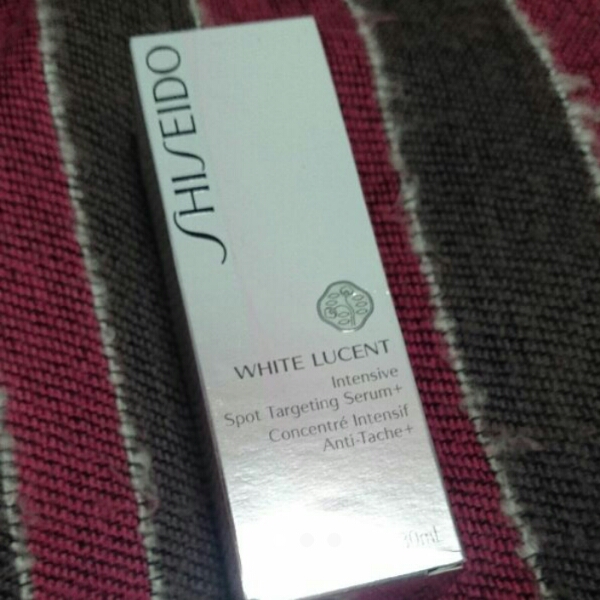 SHISEIDO
WHITE LUCENT
Intensive
Spot Targeting Serum+
Concentré Intensif
Anti-Tache+